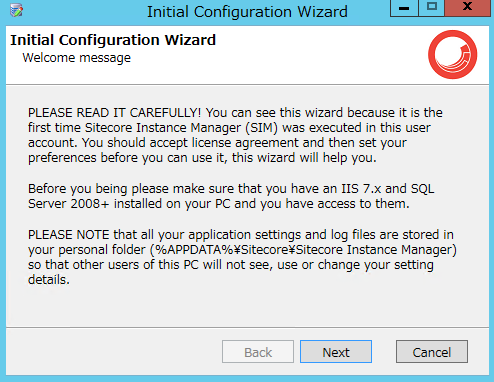 Initial Configuration Wizard
Initial Configuration Wizard
Welcome message
PLEASE READ IT CAREFULLY! You can see this wizard because it is the
first time Sitecore Instance Manager (SIM) was executed in this user
account. You should accept license agreement and then set your
preferences before you can use it, this wizard will help you.
Before you being please make sure that you have an IIS 7.x and SQL
Server 2008+ installed on your PC and you have access to them.
PLEASE NOTE that all your application settings and log files are stored in
your personal folder (%APPDATA%¥Sitecore¥Sitecore Instance Manager)
so that other users of this PC will not see, use or change your setting
details.
Back
Next
Cancel